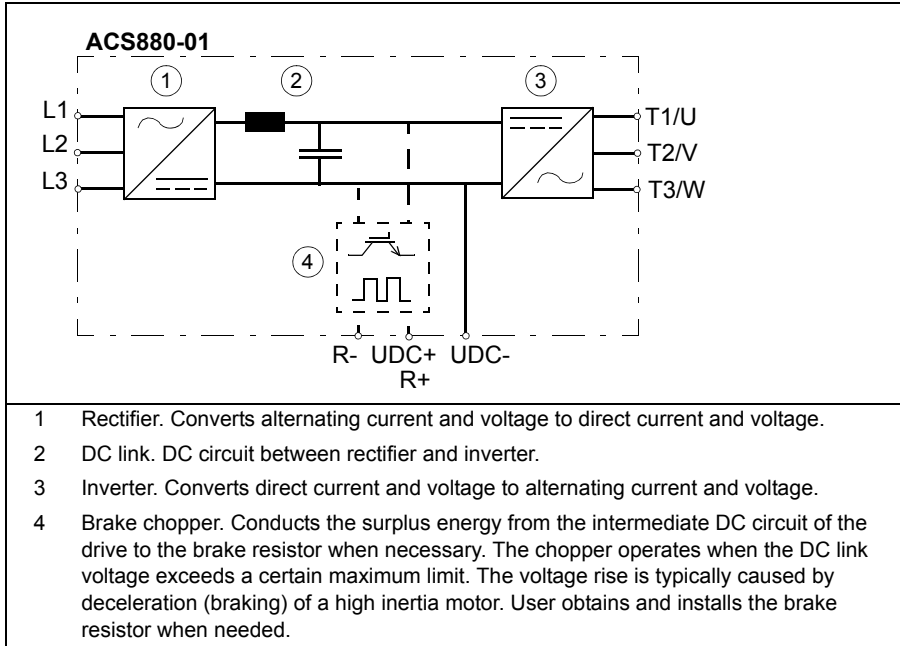 ACS880-01
1 2 3
L1 T1/U
L2 T2/V
L3 T3/W
4
R- UDC+ UDC-
R+
1 Rectifier. Converts alternating current and voltage to direct current and voltage.
2 DC link. DC circuit between rectifier and inverter.
3 Inverter. Converts direct current and voltage to alternating current and voltage.
4 Brake chopper. Conducts the surplus energy from the intermediate DC circuit of the
drive to the brake resistor when necessary. The chopper operates when the DC link
voltage exceeds a certain maximum limit. The voltage rise is typically caused by
deceleration (braking) of a high inertia motor. User obtains and installs the brake
resistor when needed.